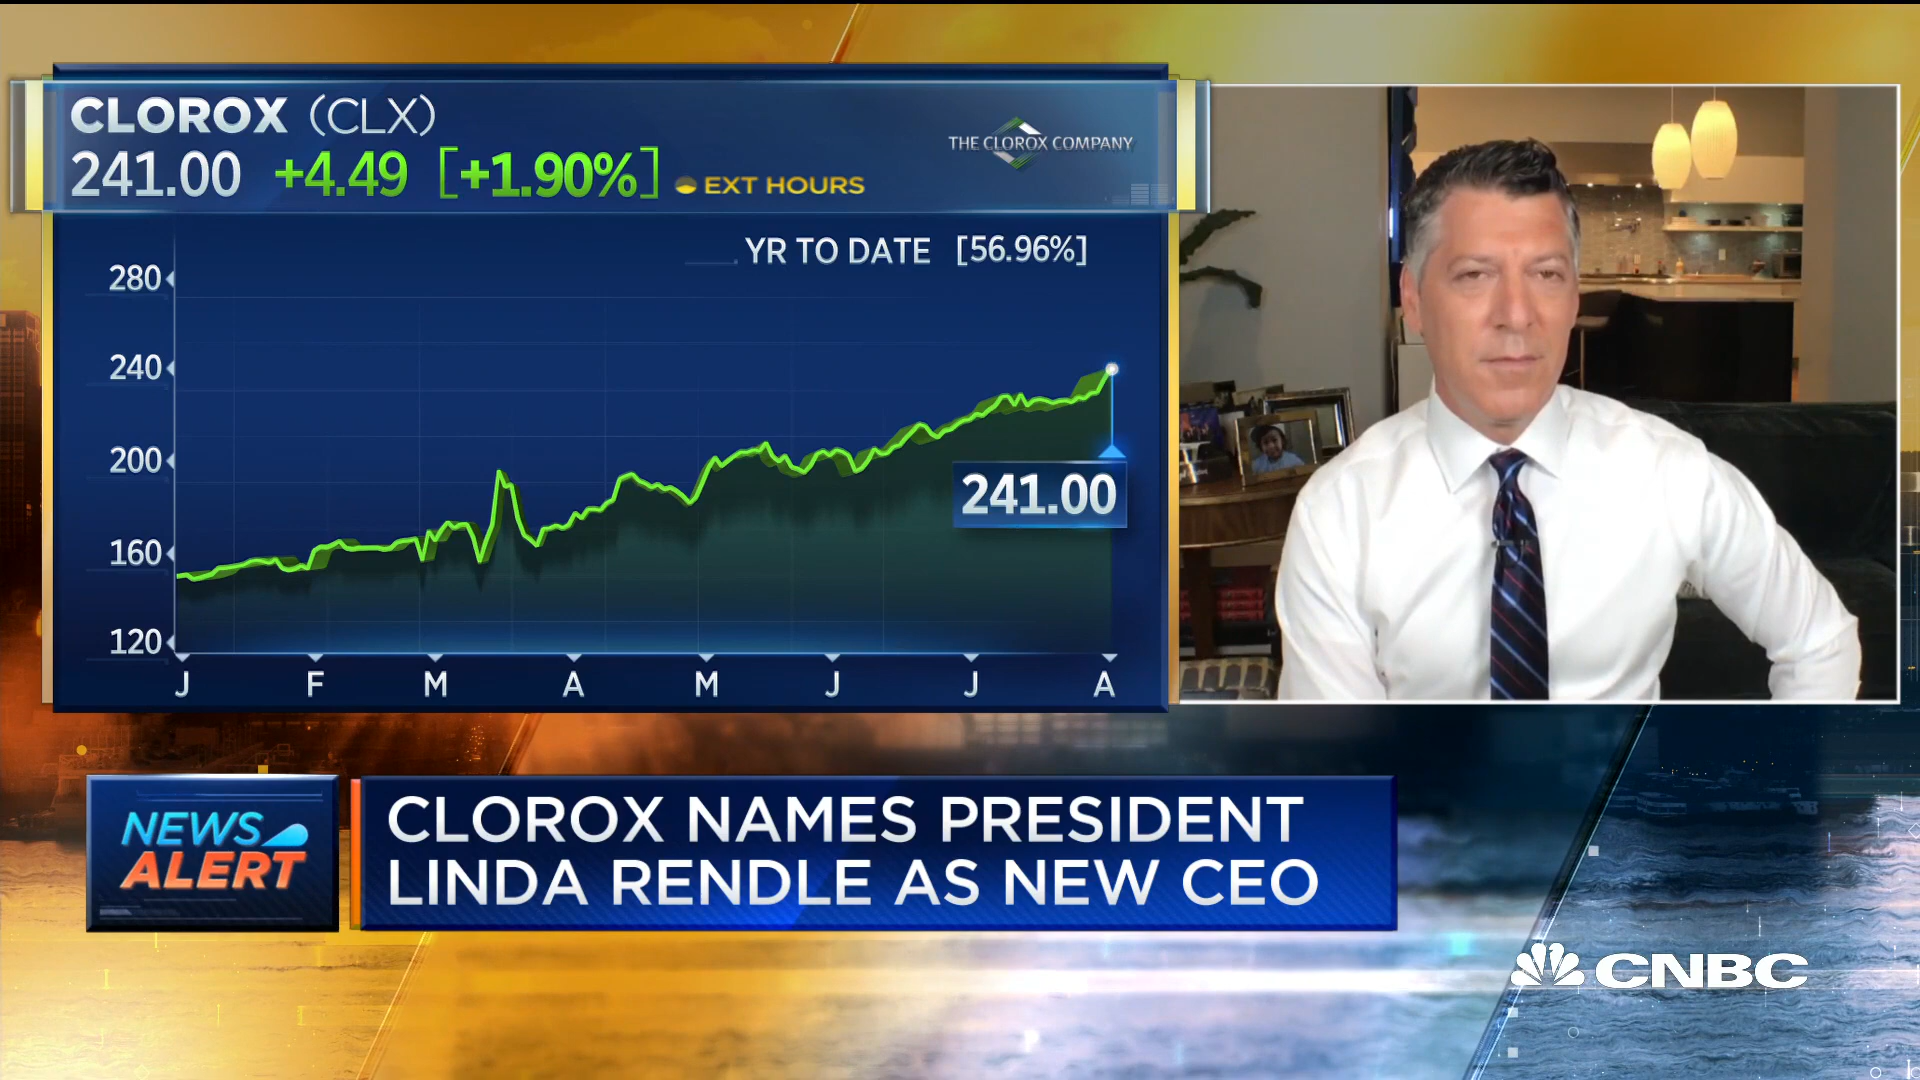 CLOROX (CLX)
241.00 +4.49 [+1.90%] EXT HOURS
THE CLOROX COMPANY
YR TO DATE [56.96%]
280
240
200
160
120
241.00
J F M A M J J A
NEWS
ALERT
CLOROX NAMES PRESIDENT
LINDA RENDLE AS NEW CEO
CNBC